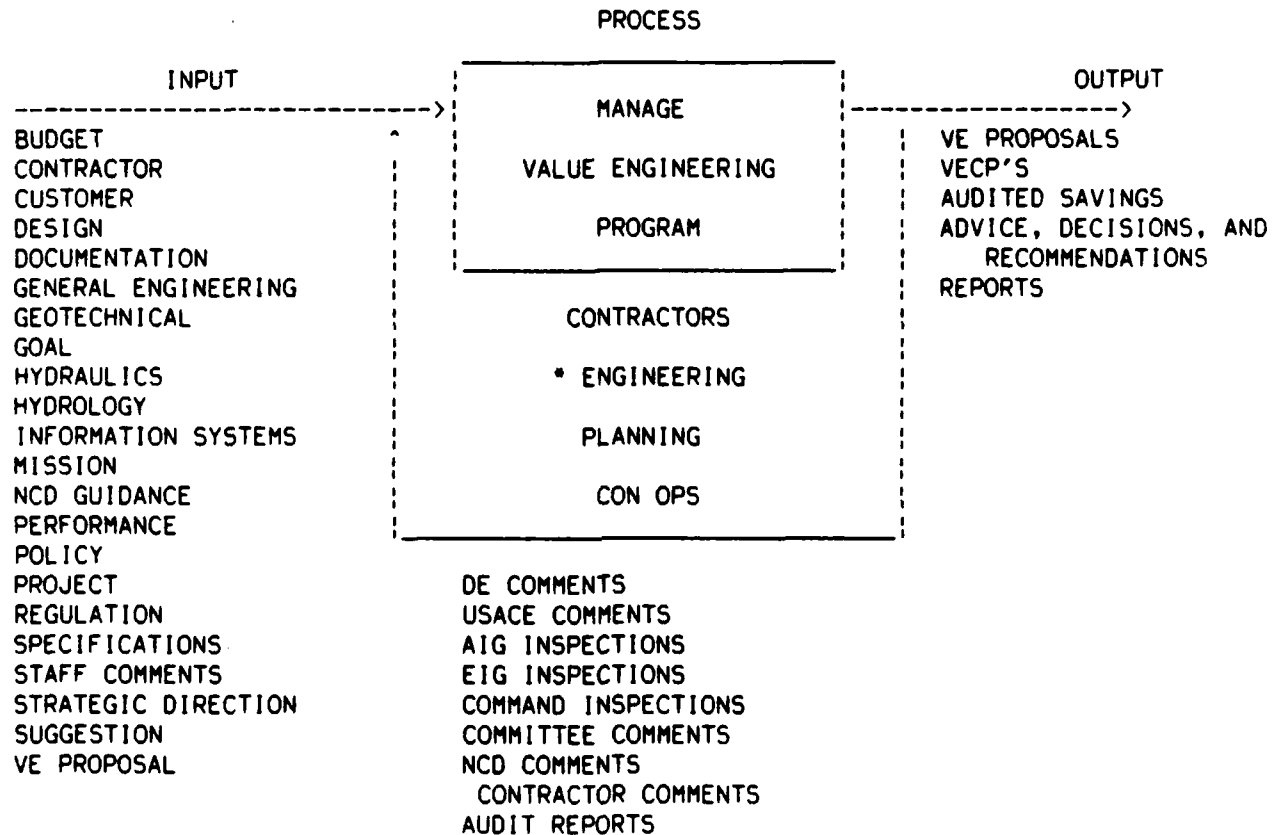 PROCESS
INPUT
OUTPUT
MANAGE
VALUE ENGINEERING
PROGRAM
BUDGET
CONTRACTOR
CUSTOMER
DESIGN
DOCUMENTATION
GENERAL ENGINEERING
GEOTECHNICAL
GOAL
HYDRAULICS
HYDROLOGY
INFORMATION SYSTEMS
MISSION
NCD GUIDANCE
PERFORMANCE
POLICY
PROJECT
REGULATION
SPECIFICATIONS
STAFF COMMENTS
STRATEGIC DIRECTION
SUGGESTION
VE PROPOSAL
CONTRACTORS
* ENGINEERING
PLANNING
CON OPS
DE COMMENTS
USACE COMMENTS
AIG INSPECTIONS
EIG INSPECTIONS
COMMAND INSPECTIONS
COMMITTEE COMMENTS
NCD COMMENTS
CONTRACTOR COMMENTS
AUDIT REPORTS
VE PROPOSALS
VECP'S
AUDITED SAVINGS
ADVICE, DECISIONS, AND
RECOMMENDATIONS
REPORTS